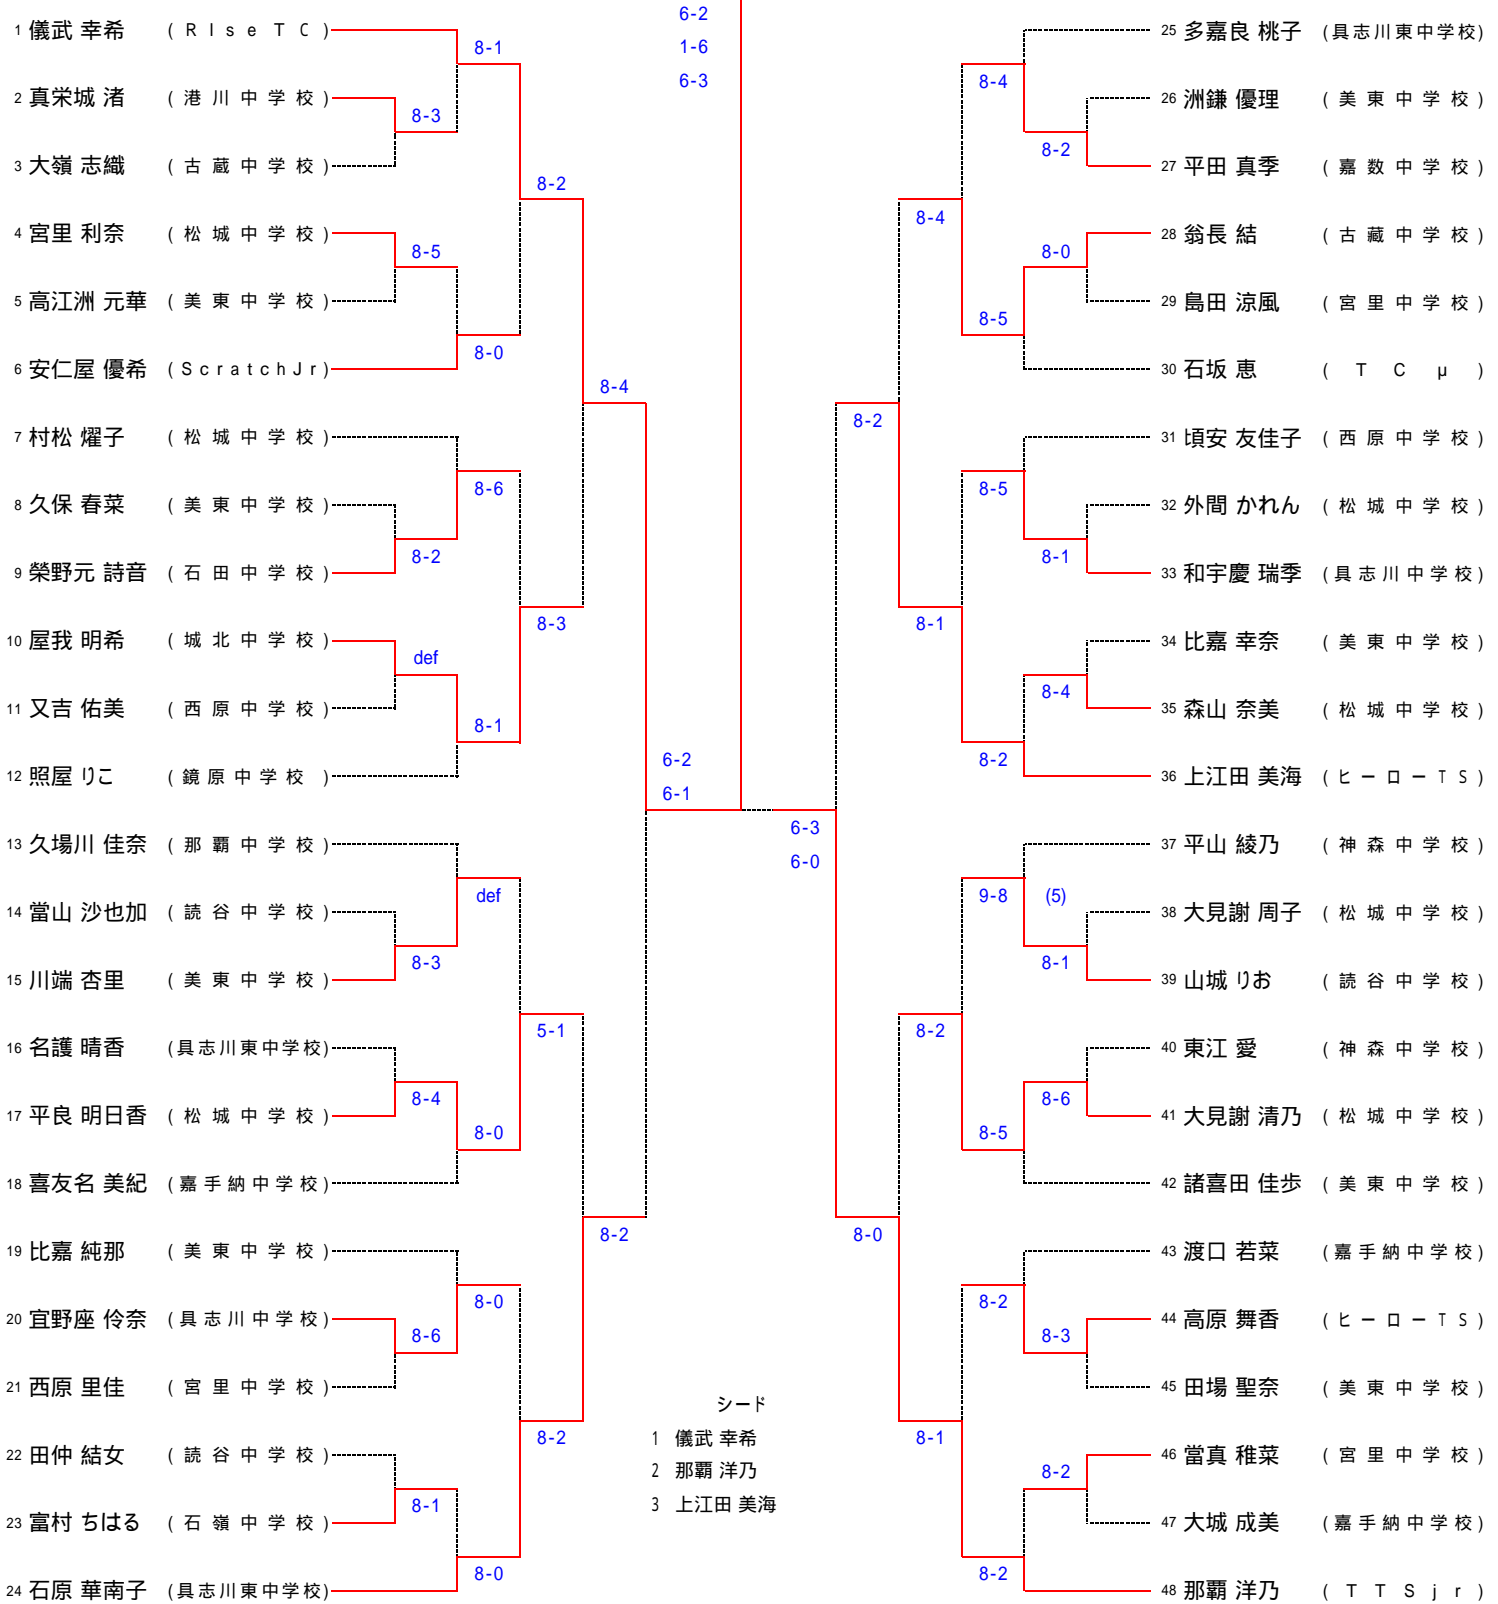 6-2
1-6
6-3
1 儀武 幸希 (RIse TC)
8-1
2 真栄城 渚 (港川中学校)
8-3
3 大嶺 志織 (古蔵中学校)
8-2
4 宮里 利奈 (松城中学校)
8-5
5 高江洲 元華 (美東中学校)
8-0
6 安仁屋 優希 (ScratchJr)
8-4
7 村松 燿子 (松城中学校)
8-6
8 久保 春菜 (美東中学校)
8-2
9 榮野元 詩音 (石田中学校)
8-3
10 屋我 明希 (城北中学校)
def
11 又吉 佑美 (西原中学校)
8-1
12 照屋 りこ (鏡原中学校)
6-2
6-1
13 久場川 佳奈 (那覇中学校)
def
14 當山 沙也加 (読谷中学校)
8-3
15 川端 杏里 (美東中学校)
5-1
16 名護 晴香 (具志川東中学校)
8-4
17 平良 明日香 (松城中学校)
8-0
18 喜友名 美紀 (嘉手納中学校)
8-2
19 比嘉 純那 (美東中学校)
8-0
20 宜野座 伶奈 (具志川中学校)
8-6
21 西原 里佳 (宮里中学校)
8-2
22 田仲 結女 (読谷中学校)
8-1
23 富村 ちはる (石嶺中学校)
8-0
24 石原 華南子 (具志川東中学校)
シード
1 儀武 幸希
2 那覇 洋乃
3 上江田 美海
25 多嘉良 桃子 (具志川東中学校)
8-4
26 洲鎌 優理 (美東中学校)
8-2
27 平田 真季 (嘉数中学校)
8-4
28 翁長 結 (古蔵中学校)
8-0
29 島田 涼風 (宮里中学校)
8-5
30 石坂 恵 (TCμ)
8-2
31 頃安 友佳子 (西原中学校)
8-5
32 外間 かれん (松城中学校)
8-1
33 和宇慶 瑞季 (具志川中学校)
8-1
34 比嘉 幸奈 (美東中学校)
8-4
35 森山 奈美 (松城中学校)
8-2
36 上江田 美海 (ヒーローTS)
6-3
6-0
37 平山 綾乃 (神森中学校)
9-8 (5)
38 大見謝 周子 (松城中学校)
8-1
39 山城 りお (読谷中学校)
8-2
40 東江 愛 (神森中学校)
8-6
41 大見謝 清乃 (松城中学校)
8-5
42 諸喜田 佳歩 (美東中学校)
8-0
43 渡口 若菜 (嘉手納中学校)
8-2
44 高原 舞香 (ヒーローTS)
8-3
45 田場 聖奈 (美東中学校)
8-1
46 當真 稚菜 (宮里中学校)
8-2
47 大城 成美 (嘉手納中学校)
8-2
48 那覇 洋乃 (TTSjr)